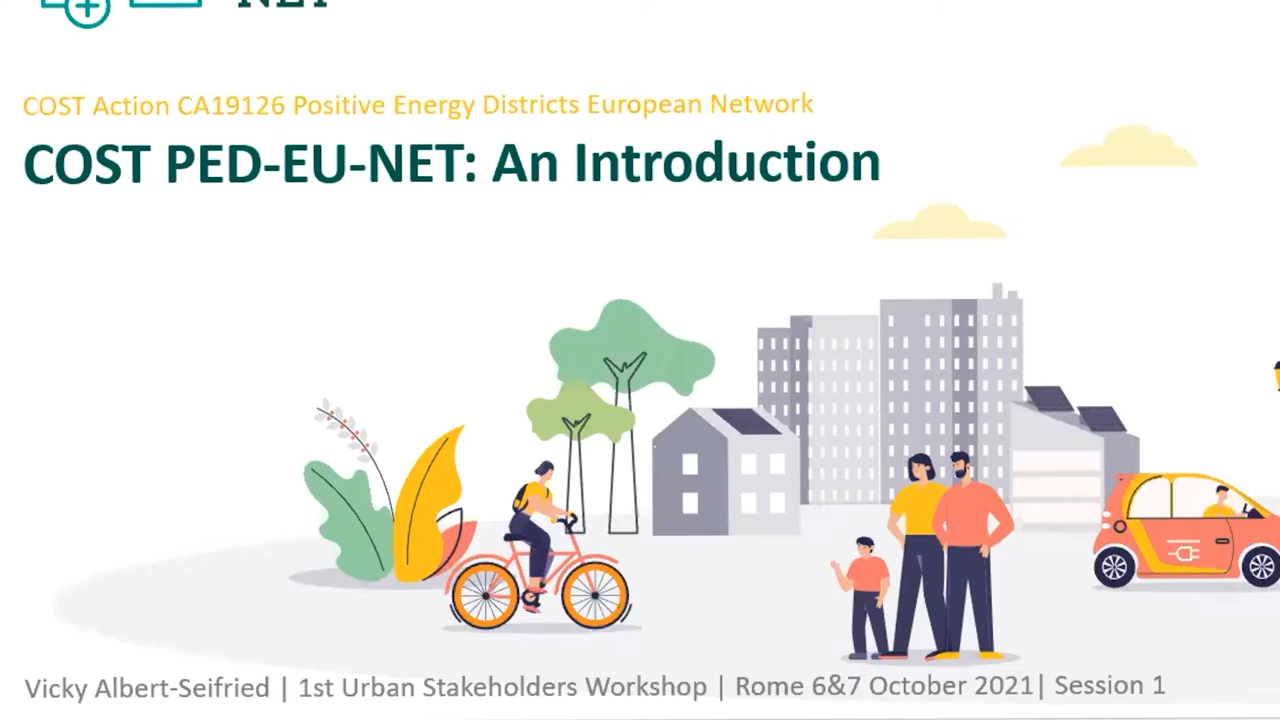 NET
COST Action CA19126 Positive Energy Districts European Network
COST PED-EU-NET: An Introduction
Vicky Albert-Seifried | 1st Urban Stakeholders Workshop | Rome 6&7 October 2021| Session 1